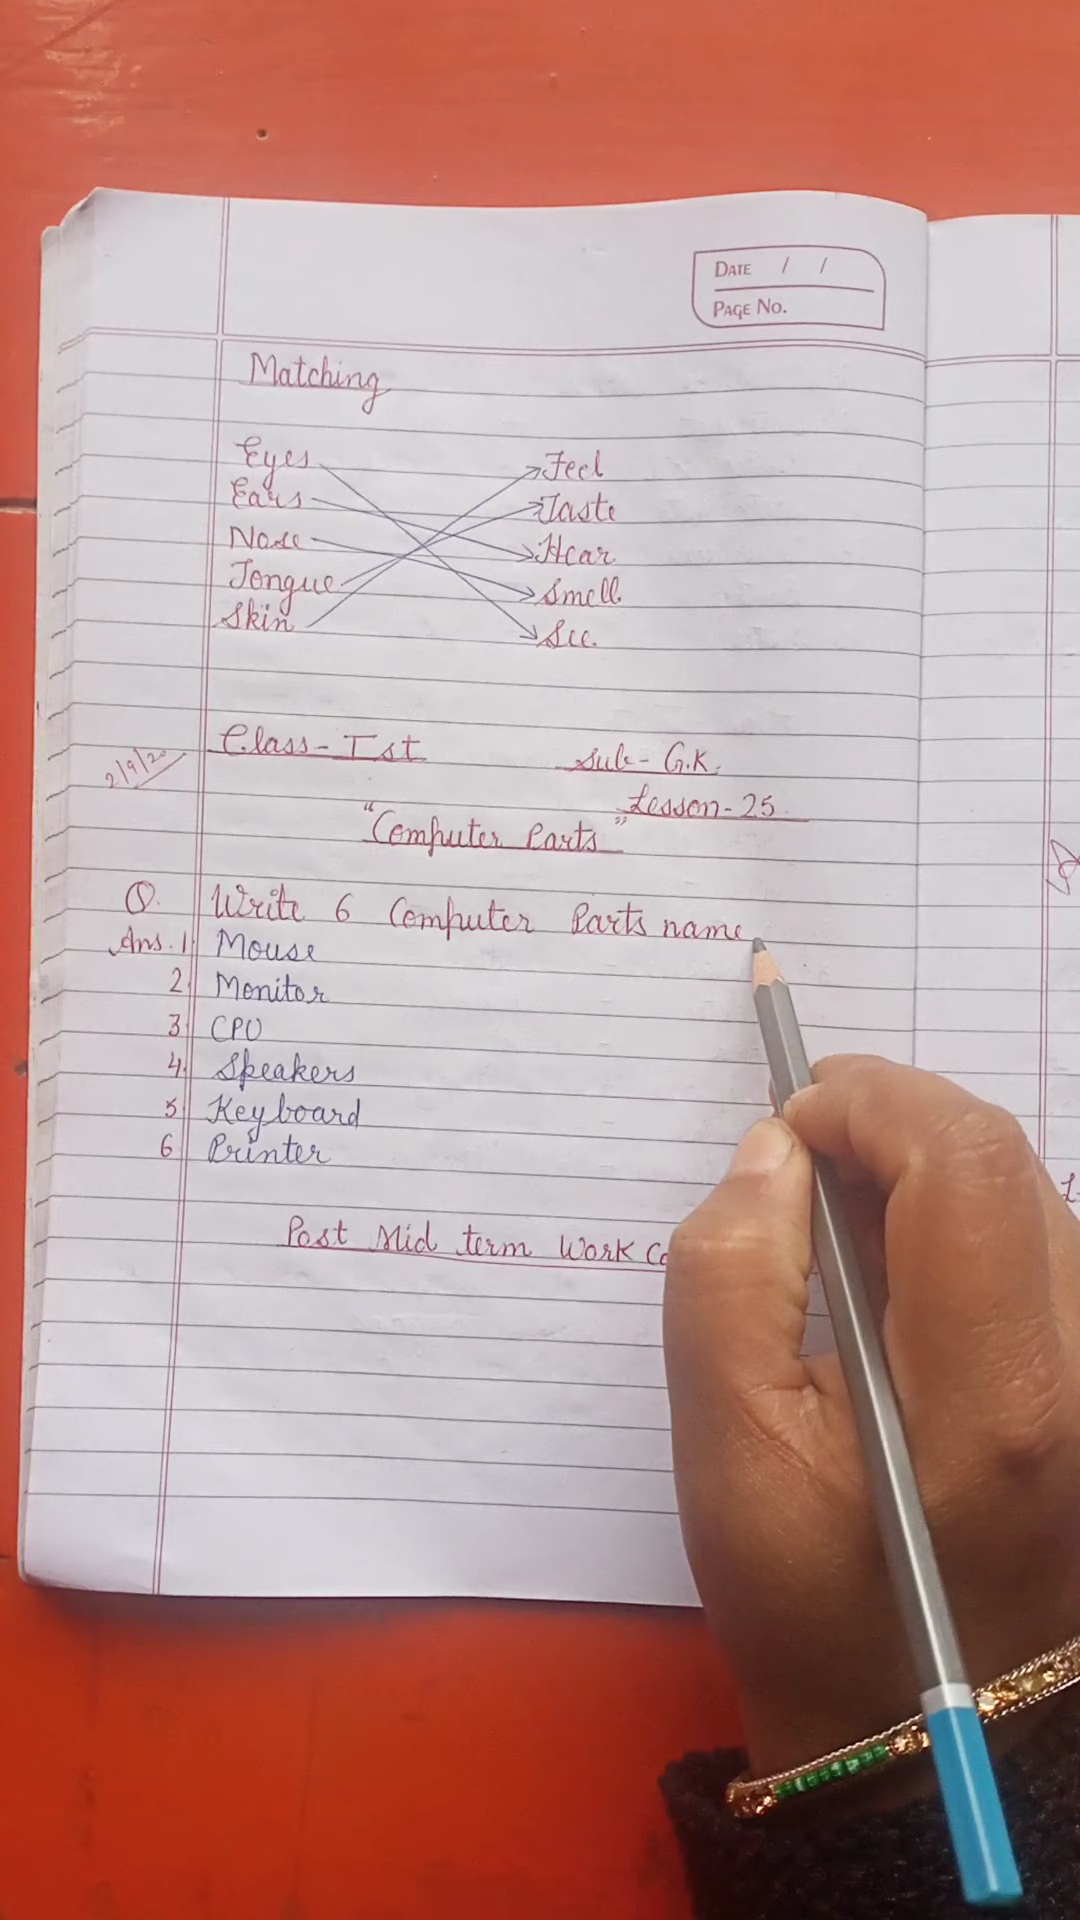 DATE / /
PAGE NO.
Matching
Eyes Feel
Ears Taste
Nose Hear
Tongue Smell
Skin See.
Class - Ist Sub - G.K.
2/9/20
Lesson - 25
"Computer Parts"
Q. Write 6 Computer Parts name
Ans. 1 Mouse
2 Monitor
3 CPU
4 Speakers
5 Keyboard
6 Printer
Post Mid term Work